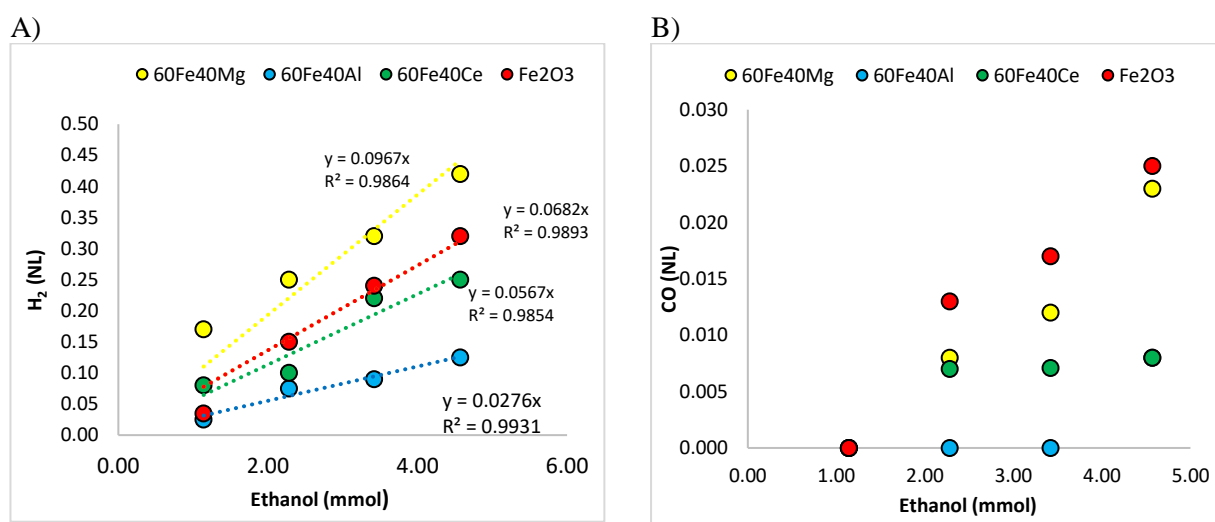 A)
60Fe40Mg 60Fe40Al 60Fe40Ce Fe2O3
0.50
0.45
0.40
0.35
0.30
0.25
0.20
0.15
0.10
0.05
0.00
H₂ (NL)
y = 0.0967x
R² = 0.9864
y = 0.0682x
R² = 0.9893
y = 0.0567x
R² = 0.9854
y = 0.0276x
R² = 0.9931
0.00 2.00 4.00 6.00
Ethanol (mmol)
B)
60Fe40Mg 60Fe40Al 60Fe40Ce Fe2O3
0.030
0.025
0.020
0.015
0.010
0.005
0.000
CO (NL)
0.00 1.00 2.00 3.00 4.00 5.00
Ethanol (mmol)